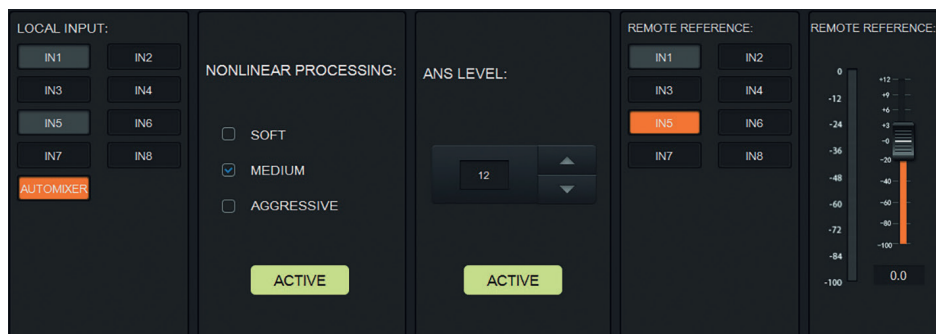 LOCAL INPUT:
IN1 IN2
IN3 IN4
IN5 IN6
IN7 IN8
AUTOMIXER
NONLINEAR PROCESSING:
SOFT
MEDIUM
AGGRESSIVE
ACTIVE
ANS LEVEL:
12
ACTIVE
REMOTE REFERENCE:
IN1 IN2
IN3 IN4
IN5 IN6
IN7 IN8
REMOTE REFERENCE:
0
-12
-24
-36
-48
-60
-72
-84
-100
+12
+9
+6
+3
-0
-20
-40
-60
-80
-100
0.0